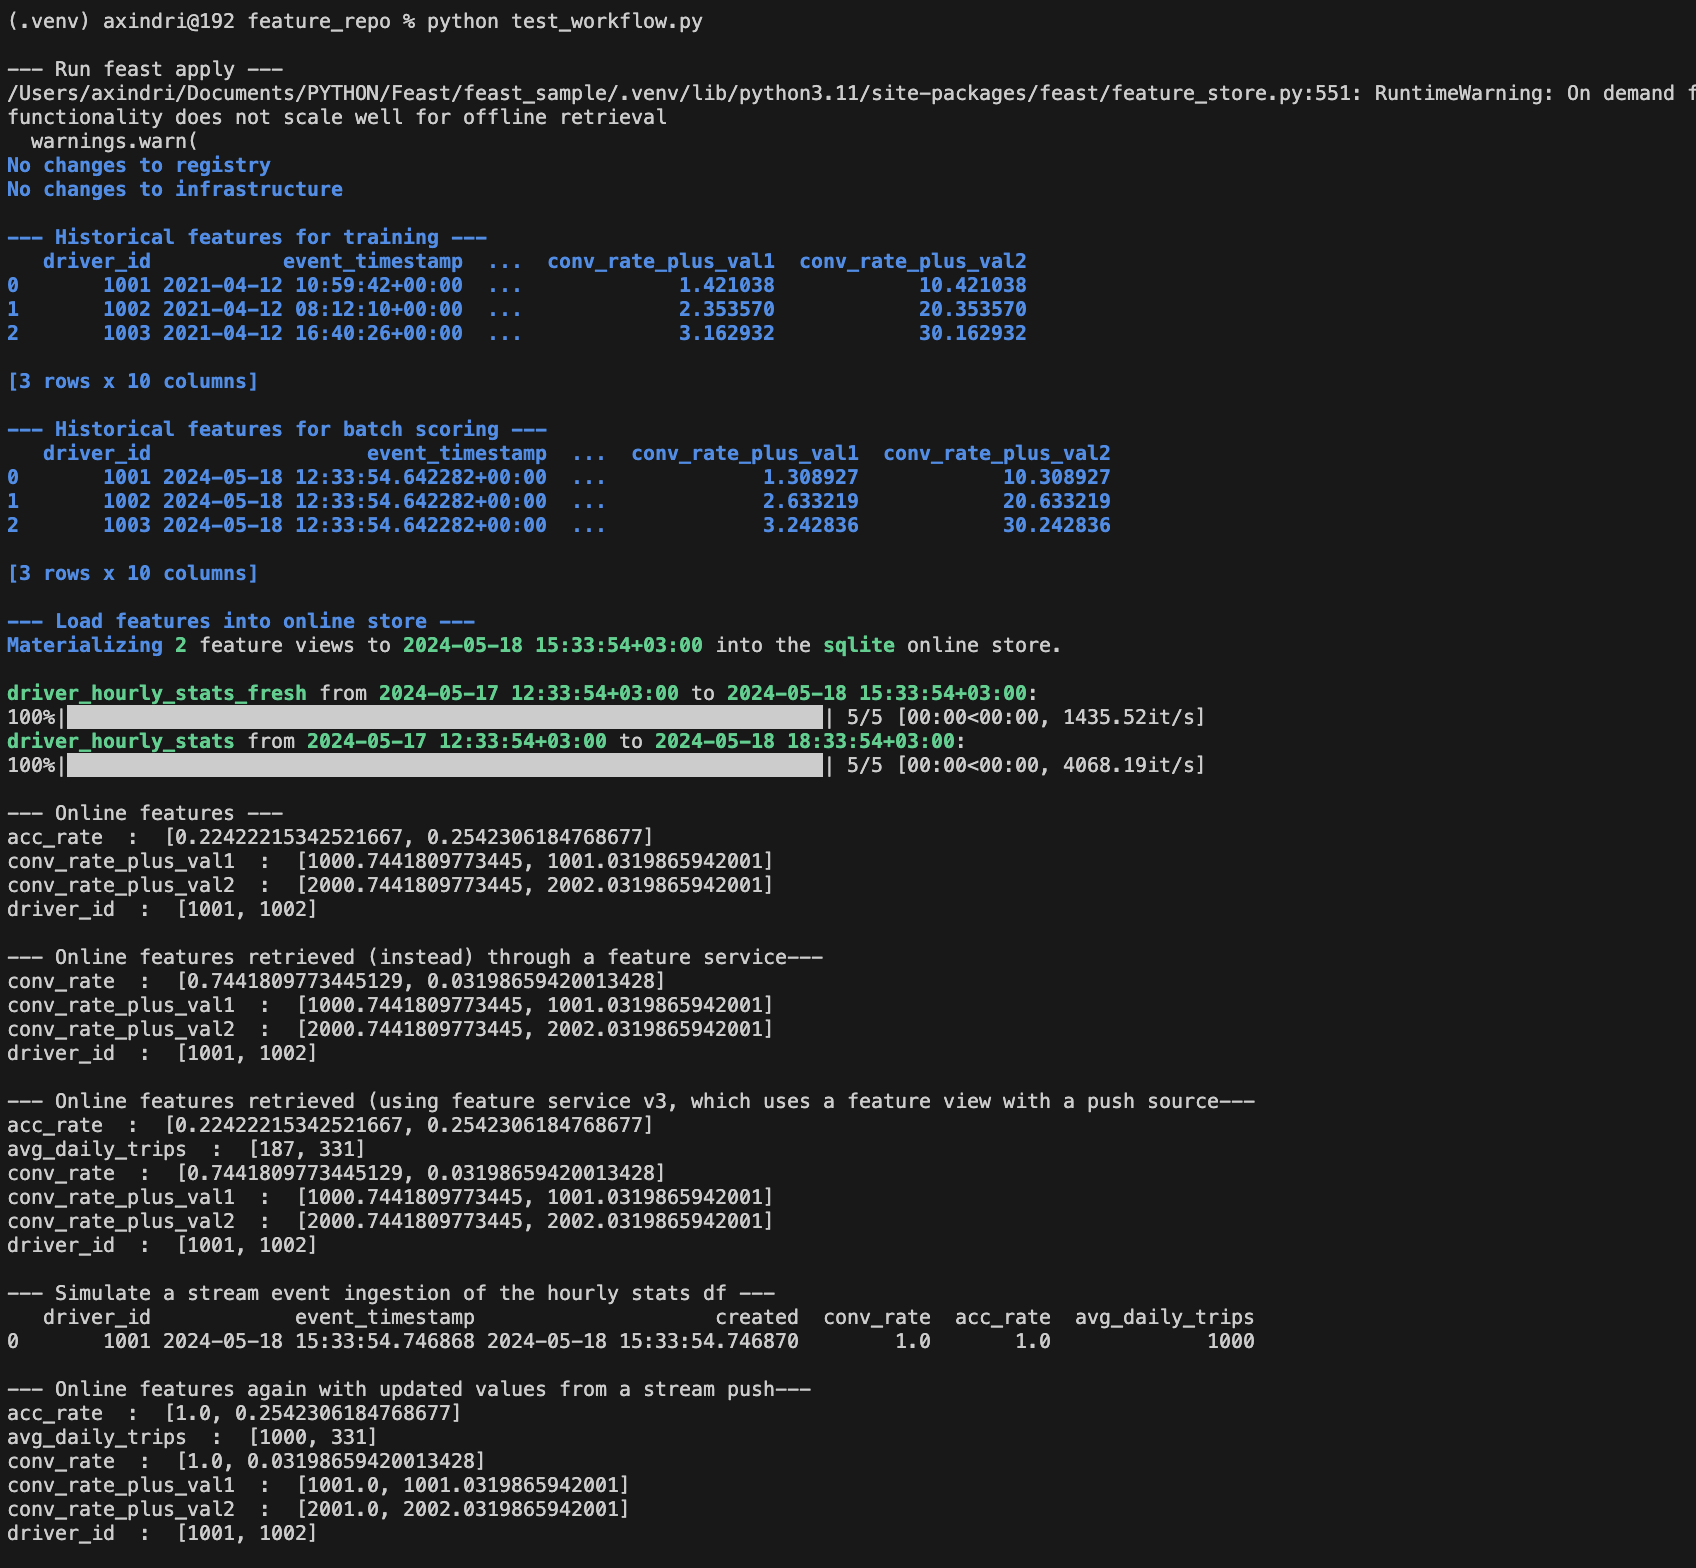 (.venv) axindri@192 feature_repo % python test_workflow.py
--- Run feast apply ---
/Users/axindri/Documents/PYTHON/Feast/feast_sample/.venv/lib/python3.11/site-packages/feast/feature_store.py:551: RuntimeWarning: On demand f
functionality does not scale well for offline retrieval
  warnings.warn(
No changes to registry
No changes to infrastructure
--- Historical features for training ---
   driver_id           event_timestamp  ...  conv_rate_plus_val1  conv_rate_plus_val2
0       1001 2021-04-12 10:59:42+00:00  ...             1.421038            10.421038
1       1002 2021-04-12 08:12:10+00:00  ...             2.353570            20.353570
2       1003 2021-04-12 16:40:26+00:00  ...             3.162932            30.162932
[3 rows x 10 columns]
--- Historical features for batch scoring ---
   driver_id                  event_timestamp  ...  conv_rate_plus_val1  conv_rate_plus_val2
0       1001 2024-05-18 12:33:54.642282+00:00  ...             1.308927            10.308927
1       1002 2024-05-18 12:33:54.642282+00:00  ...             2.633219            20.633219
2       1003 2024-05-18 12:33:54.642282+00:00  ...             3.242836            30.242836
[3 rows x 10 columns]
--- Load features into online store ---
Materializing 2 feature views to 2024-05-18 15:33:54+03:00 into the sqlite online store.
driver_hourly_stats_fresh from 2024-05-17 12:33:54+03:00 to 2024-05-18 15:33:54+03:00:
100%|| 5/5 [00:00<00:00, 1435.52it/s]
driver_hourly_stats from 2024-05-17 12:33:54+03:00 to 2024-05-18 18:33:54+03:00:
100%|| 5/5 [00:00<00:00, 4068.19it/s]
--- Online features ---
acc_rate  :  [0.22422215342521667, 0.2542306184768677]
conv_rate_plus_val1  :  [1000.7441809773445, 1001.0319865942001]
conv_rate_plus_val2  :  [2000.7441809773445, 2002.0319865942001]
driver_id  :  [1001, 1002]
--- Online features retrieved (instead) through a feature service---
conv_rate  :  [0.7441809773445129, 0.03198659420013428]
conv_rate_plus_val1  :  [1000.7441809773445, 1001.0319865942001]
conv_rate_plus_val2  :  [2000.7441809773445, 2002.0319865942001]
driver_id  :  [1001, 1002]
--- Online features retrieved (using feature service v3, which uses a feature view with a push source---
acc_rate  :  [0.22422215342521667, 0.2542306184768677]
avg_daily_trips  :  [187, 331]
conv_rate  :  [0.7441809773445129, 0.03198659420013428]
conv_rate_plus_val1  :  [1000.7441809773445, 1001.0319865942001]
conv_rate_plus_val2  :  [2000.7441809773445, 2002.0319865942001]
driver_id  :  [1001, 1002]
--- Simulate a stream event ingestion of the hourly stats df ---
   driver_id            event_timestamp                    created  conv_rate  acc_rate  avg_daily_trips
0       1001 2024-05-18 15:33:54.746868 2024-05-18 15:33:54.746870        1.0       1.0             1000
--- Online features again with updated values from a stream push---
acc_rate  :  [1.0, 0.2542306184768677]
avg_daily_trips  :  [1000, 331]
conv_rate  :  [1.0, 0.03198659420013428]
conv_rate_plus_val1  :  [1001.0, 1001.0319865942001]
conv_rate_plus_val2  :  [2001.0, 2002.0319865942001]
driver_id  :  [1001, 1002]